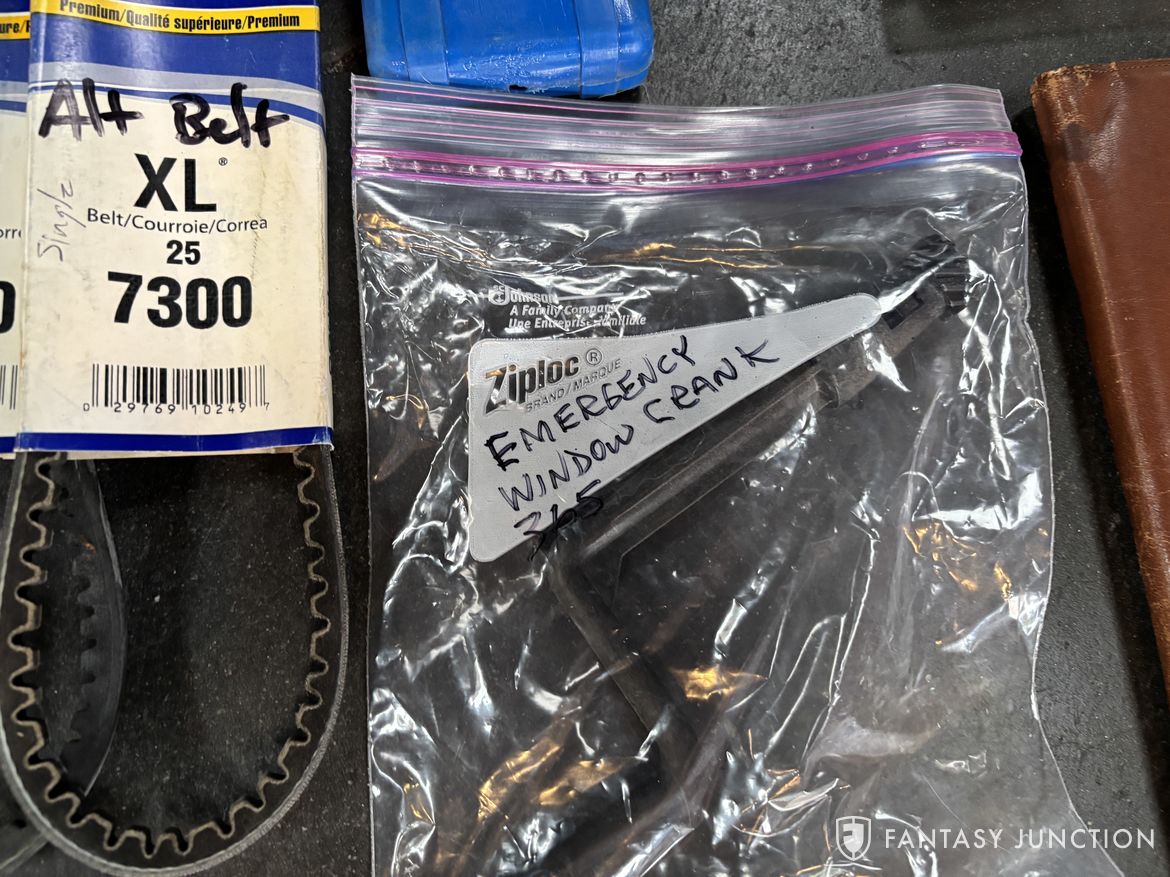 Premium/Qualité supérieure/Premium
Alt Belt
XL®
Single
Belt/Courroie/Correa
25
7300
0 29769 10249 7
SC Johnson
A Family Company
Une Entreprise Familiale
Ziploc®
BRAND/MARQUE
EMERGENCY
WINDOW CRANK
365
FANTASY JUNCTION